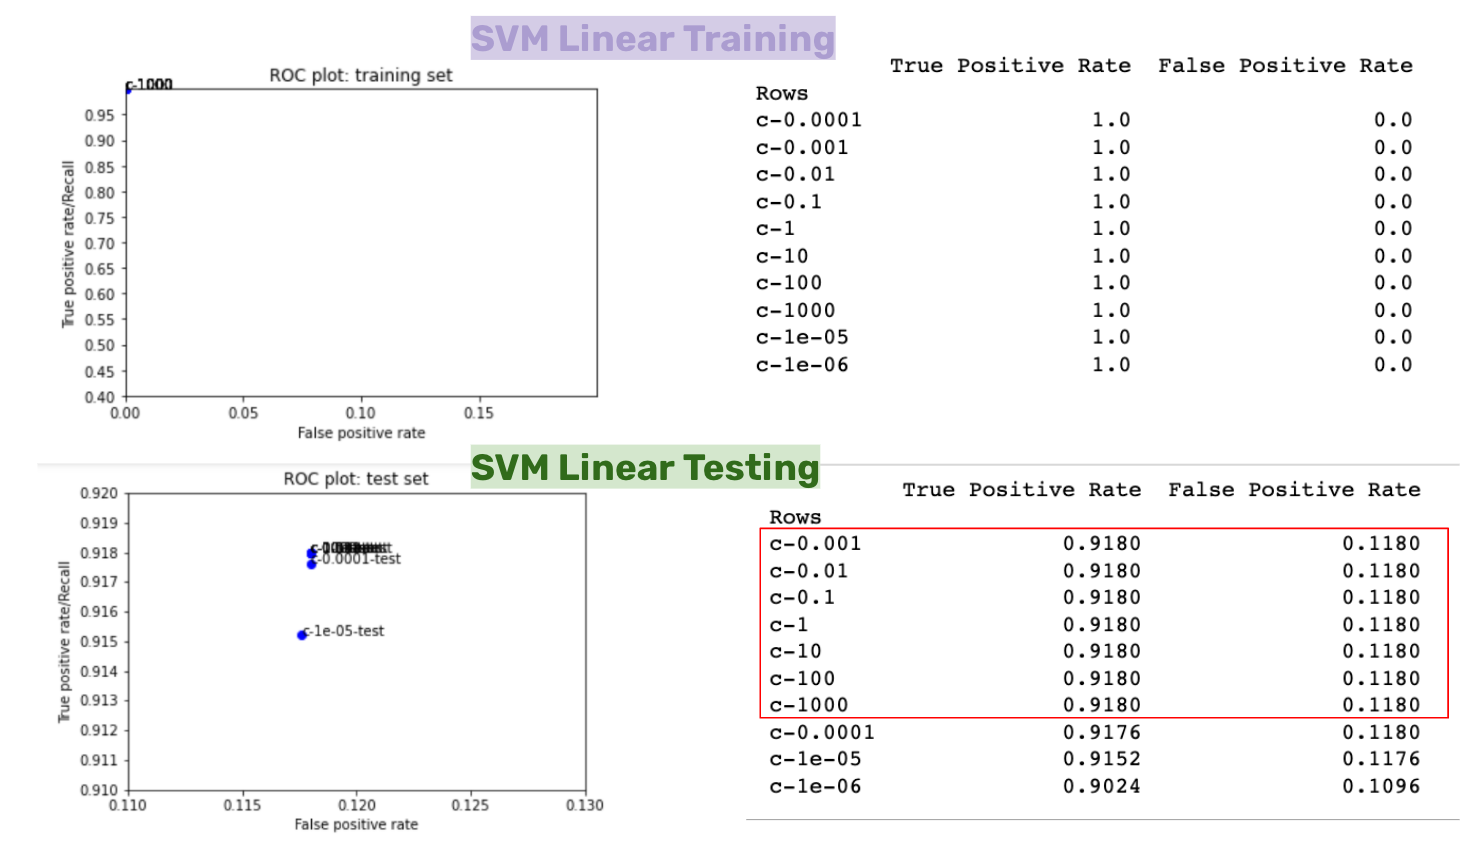 SVM Linear Training
ROC plot: training set
c-1000
0.95
0.90
0.85
0.80
0.75
0.70
0.65
0.60
0.55
0.50
0.45
0.40
True positive rate/Recall
0.00 0.05 0.10 0.15
False positive rate
True Positive Rate False Positive Rate
Rows
c-0.0001 1.0 0.0
c-0.001 1.0 0.0
c-0.01 1.0 0.0
c-0.1 1.0 0.0
c-1 1.0 0.0
c-10 1.0 0.0
c-100 1.0 0.0
c-1000 1.0 0.0
c-1e-05 1.0 0.0
c-1e-06 1.0 0.0
SVM Linear Testing
ROC plot: test set
0.920
0.919
0.918
0.917
0.916
0.915
0.914
0.913
0.912
0.911
0.910
True positive rate/Recall
c-0.0001-test
c-1e-05-test
0.110 0.115 0.120 0.125 0.130
False positive rate
True Positive Rate False Positive Rate
Rows
c-0.001 0.9180 0.1180
c-0.01 0.9180 0.1180
c-0.1 0.9180 0.1180
c-1 0.9180 0.1180
c-10 0.9180 0.1180
c-100 0.9180 0.1180
c-1000 0.9180 0.1180
c-0.0001 0.9176 0.1180
c-1e-05 0.9152 0.1176
c-1e-06 0.9024 0.1096